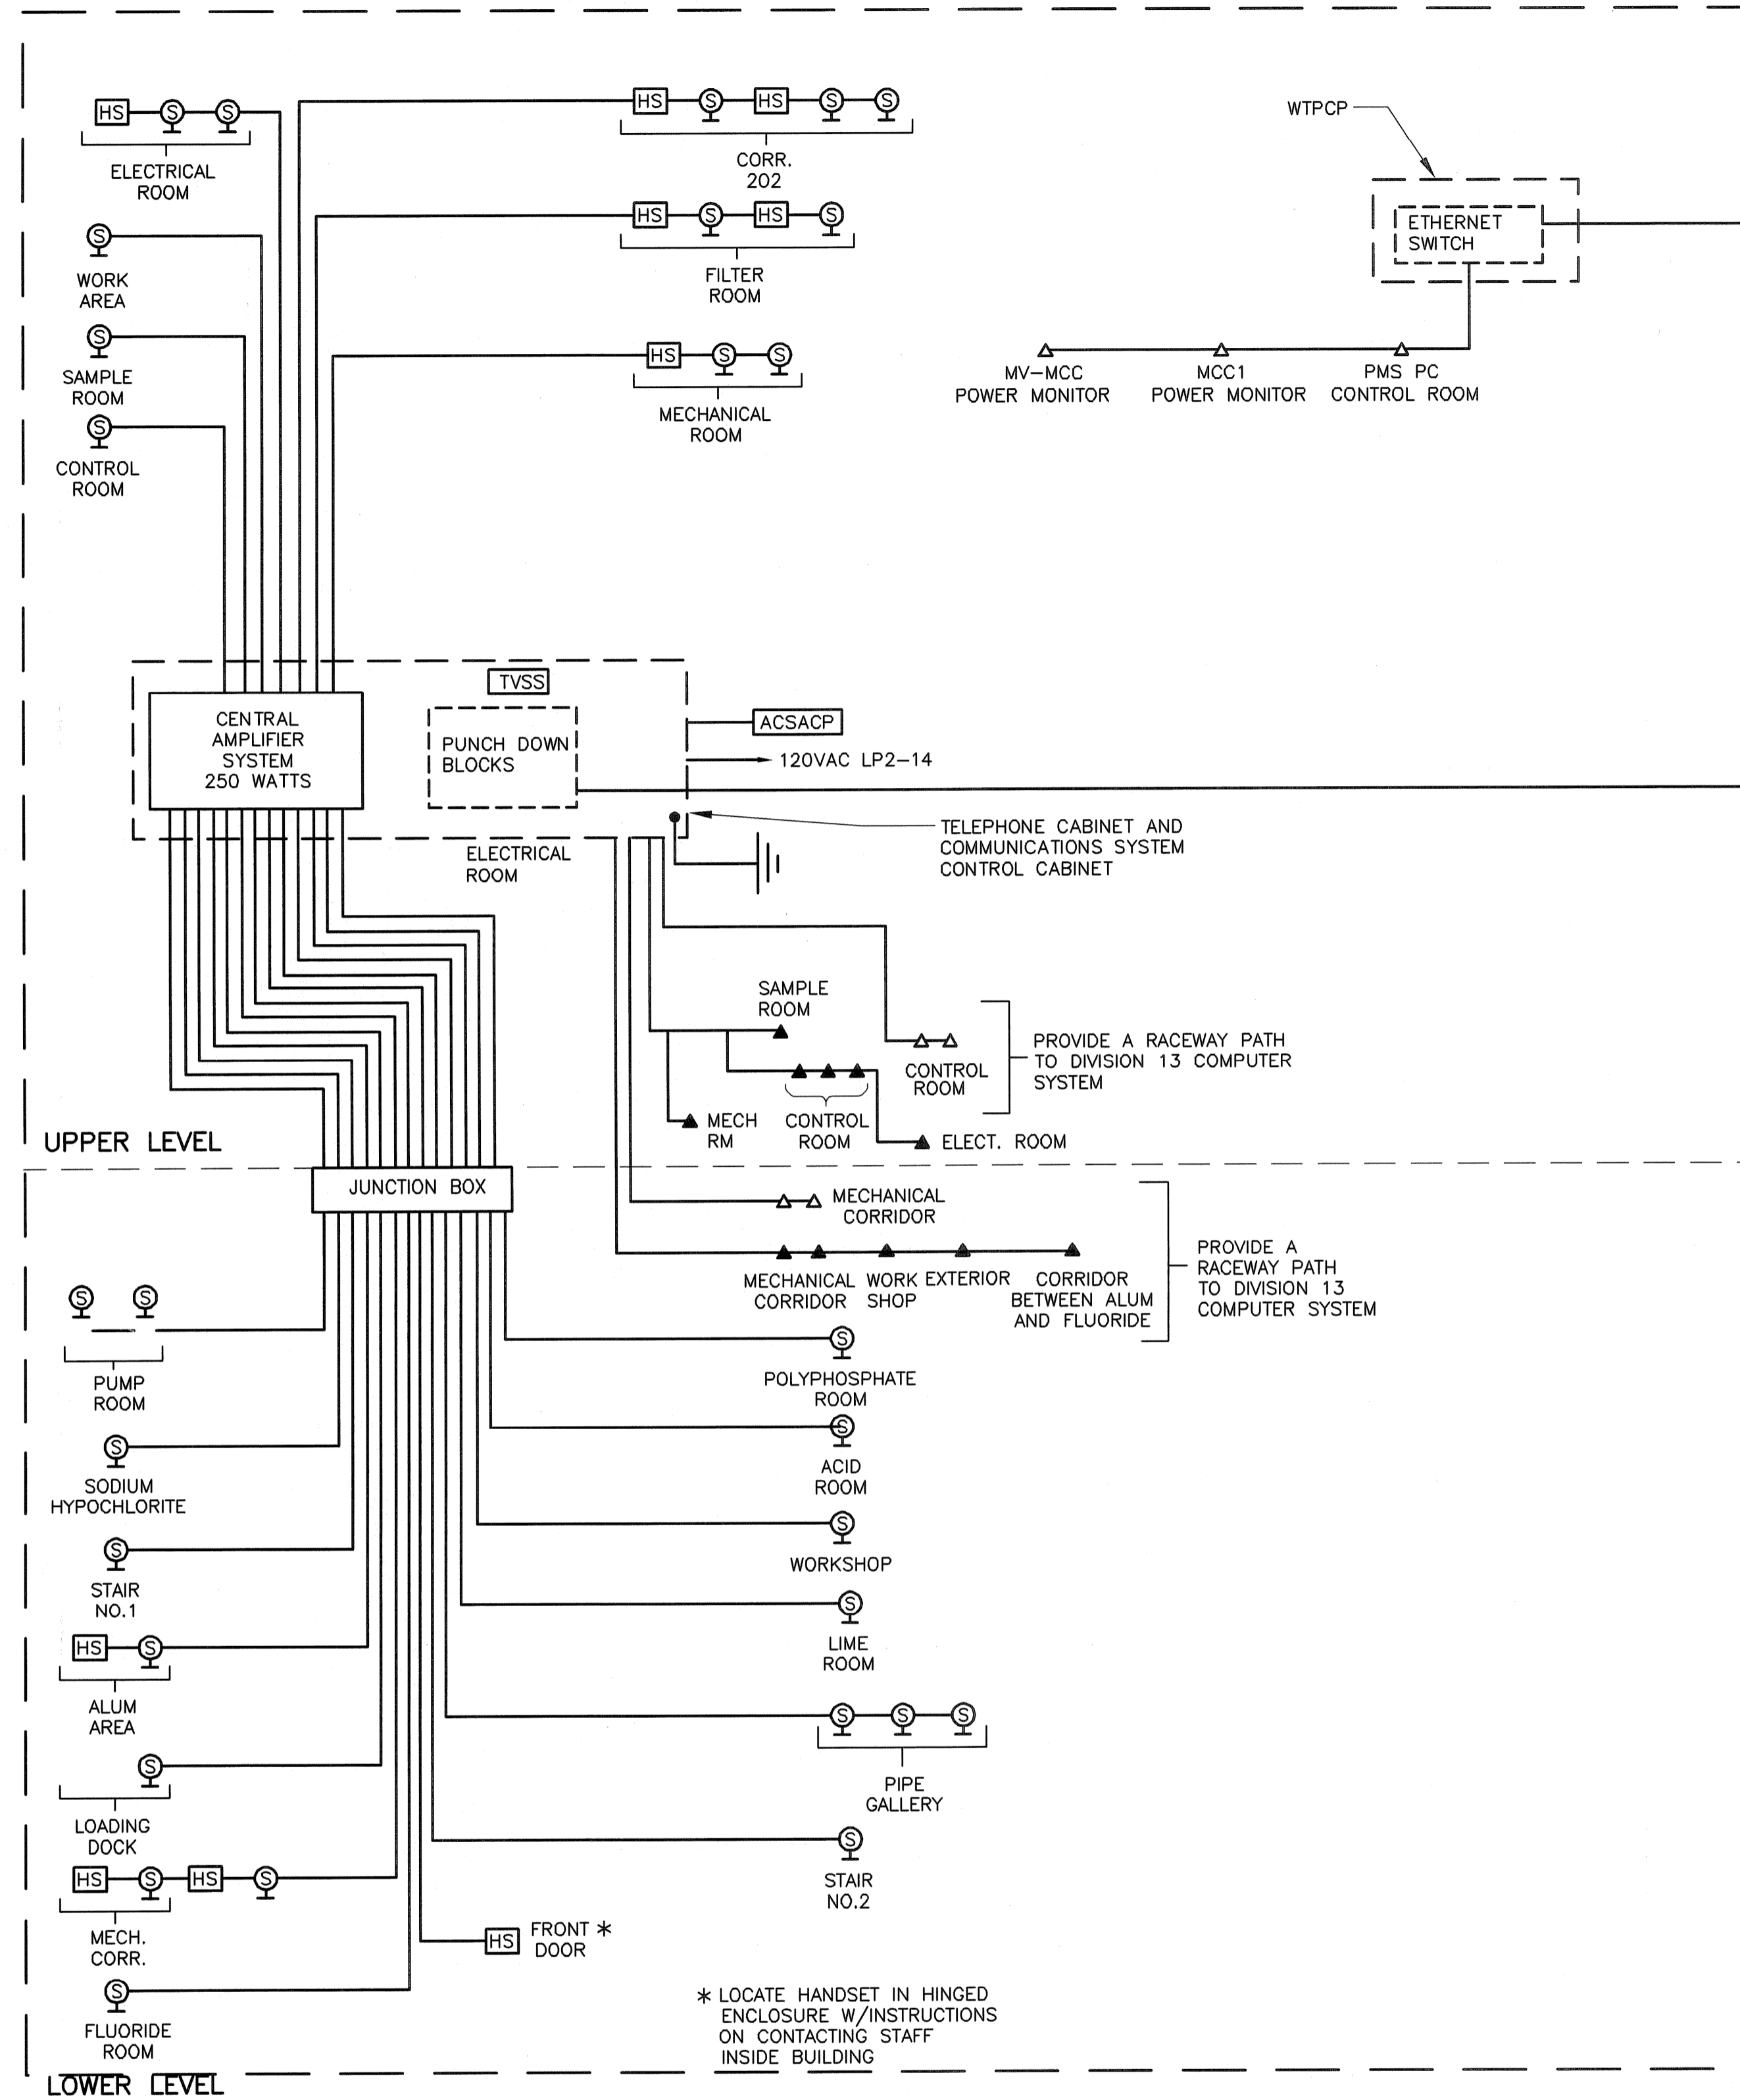 HS S S
ELECTRICAL
ROOM
HS S HS S S
CORR.
202
WTPCP
S
WORK
AREA
HS S HS S
FILTER
ROOM
ETHERNET
SWITCH
S
SAMPLE
ROOM
HS S S
MECHANICAL
ROOM
MV-MCC
POWER MONITOR
MCC1
POWER MONITOR
PMS PC
CONTROL ROOM
S
CONTROL
ROOM
TVSS
CENTRAL
AMPLIFIER
SYSTEM
250 WATTS
PUNCH DOWN
BLOCKS
ACSACP
120VAC LP2-14
TELEPHONE CABINET AND
COMMUNICATIONS SYSTEM
CONTROL CABINET
ELECTRICAL
ROOM
SAMPLE
ROOM
CONTROL
ROOM
PROVIDE A RACEWAY PATH
TO DIVISION 13 COMPUTER
SYSTEM
MECH
RM
CONTROL
ROOM
ELECT. ROOM
UPPER LEVEL
JUNCTION BOX
MECHANICAL
CORRIDOR
MECHANICAL
CORRIDOR
WORK
SHOP
EXTERIOR
CORRIDOR
BETWEEN ALUM
AND FLUORIDE
PROVIDE A
RACEWAY PATH
TO DIVISION 13
COMPUTER SYSTEM
S S
PUMP
ROOM
S
POLYPHOSPHATE
ROOM
S
SODIUM
HYPOCHLORITE
S
ACID
ROOM
S
STAIR
NO.1
S
WORKSHOP
HS S
ALUM
AREA
S
LIME
ROOM
S
LOADING
DOCK
S S S
PIPE
GALLERY
HS S HS S
MECH.
CORR.
S
STAIR
NO.2
HS
FRONT *
DOOR
S
FLUORIDE
ROOM
* LOCATE HANDSET IN HINGED
ENCLOSURE W/INSTRUCTIONS
ON CONTACTING STAFF
INSIDE BUILDING
LOWER LEVEL